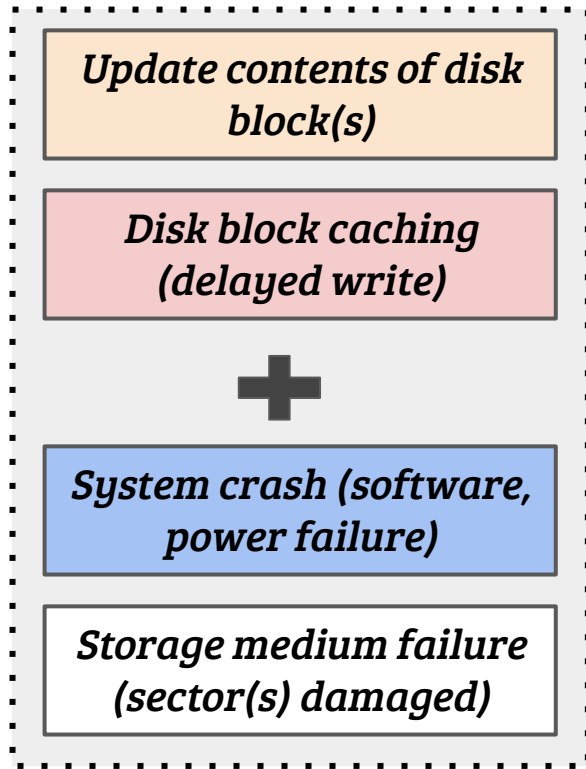 Update contents of disk
block(s)
Disk block caching
(delayed write)
System crash (software,
power failure)
Storage medium failure
(sector(s) damaged)